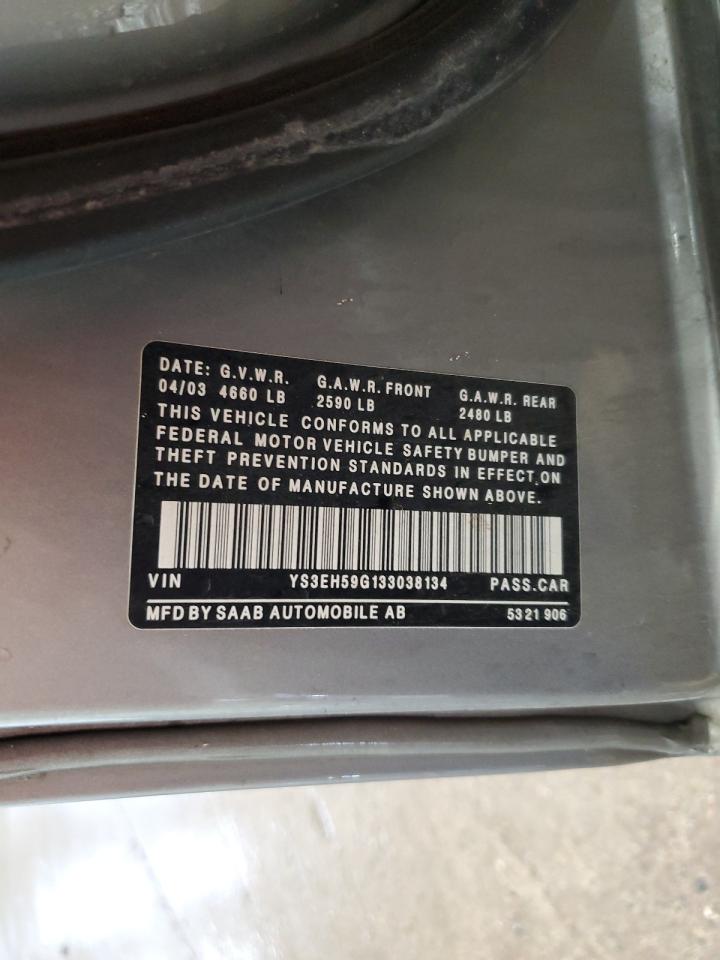 DATE: G.V.W.R. G.A.W.R. FRONT G.A.W.R. REAR
04/03 4660 LB 2590 LB 2480 LB
THIS VEHICLE CONFORMS TO ALL APPLICABLE
FEDERAL MOTOR VEHICLE SAFETY BUMPER AND
THEFT PREVENTION STANDARDS IN EFFECT ON
THE DATE OF MANUFACTURE SHOWN ABOVE.
VIN YS3EH59G133038134 PASS.CAR
MFD BY SAAB AUTOMOBILE AB 5321 906